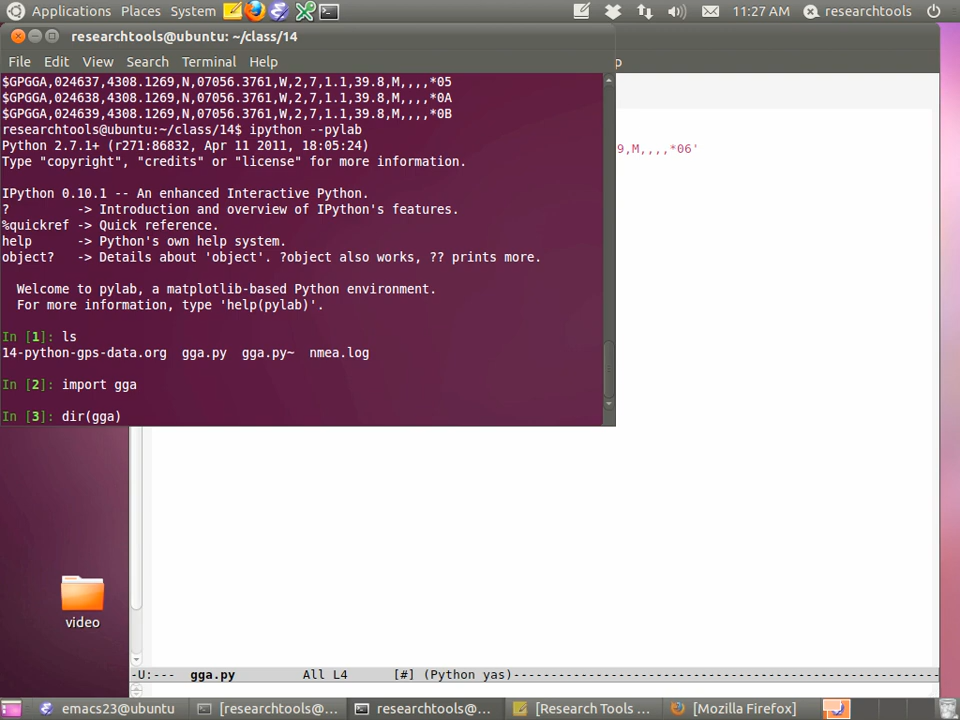 Applications Places System 11:27 AM researchtools
researchtools@ubuntu: ~/class/14
File Edit View Search Terminal Help
$GPGGA,024637,4308.1269,N,07056.3761,W,2,7,1.1,39.8,M,,,,*05
$GPGGA,024638,4308.1269,N,07056.3761,W,2,7,1.1,39.8,M,,,,*0A
$GPGGA,024639,4308.1269,N,07056.3761,W,2,7,1.1,39.8,M,,,,*0B
researchtools@ubuntu:~/class/14$ ipython --pylab
Python 2.7.1+ (r271:86832, Apr 11 2011, 18:05:24)
Type "copyright", "credits" or "license" for more information.
IPython 0.10.1 -- An enhanced Interactive Python.
? -> Introduction and overview of IPython's features.
%quickref -> Quick reference.
help -> Python's own help system.
object? -> Details about 'object'. ?object also works, ?? prints more.
Welcome to pylab, a matplotlib-based Python environment.
For more information, type 'help(pylab)'.
In [1]: ls
14-python-gps-data.org gga.py gga.py~ nmea.log
In [2]: import gga
In [3]: dir(gga)
p
9,M,,,,*06'
video
-U:--- gga.py All L4 [#] (Python yas)--------------------
emacs23@ubuntu [researchtools@... researchtools@... [Research Tools ... [Mozilla Firefox]